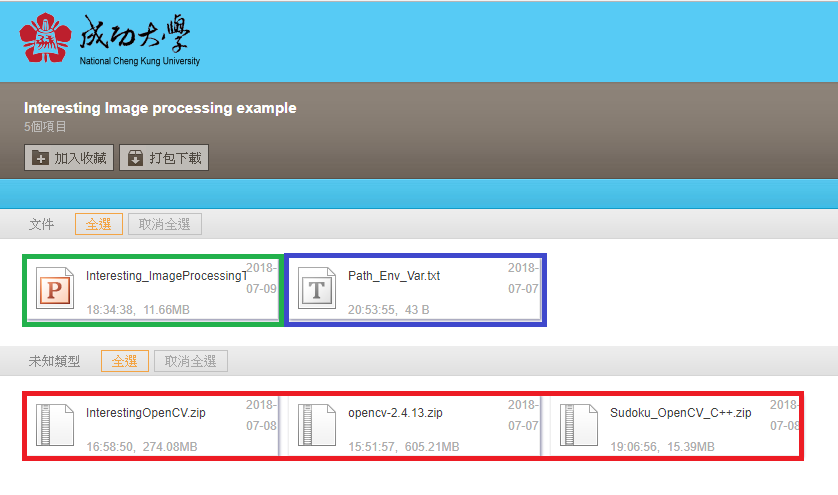 成功大學
National Cheng Kung University
Interesting Image processing example
5個項目
加入收藏 打包下載
文件 全選 取消全選
Interesting_ImageProcessingT 2018-07-09
18:34:38, 11.66MB
Path_Env_Var.txt 2018-07-07
20:53:55, 43 B
未知類型 全選 取消全選
InterestingOpenCV.zip 2018-07-08
16:58:50, 274.08MB
opencv-2.4.13.zip 2018-07-07
15:51:57, 605.21MB
Sudoku_OpenCV_C++.zip 2018-07-08
19:06:56, 15.39MB